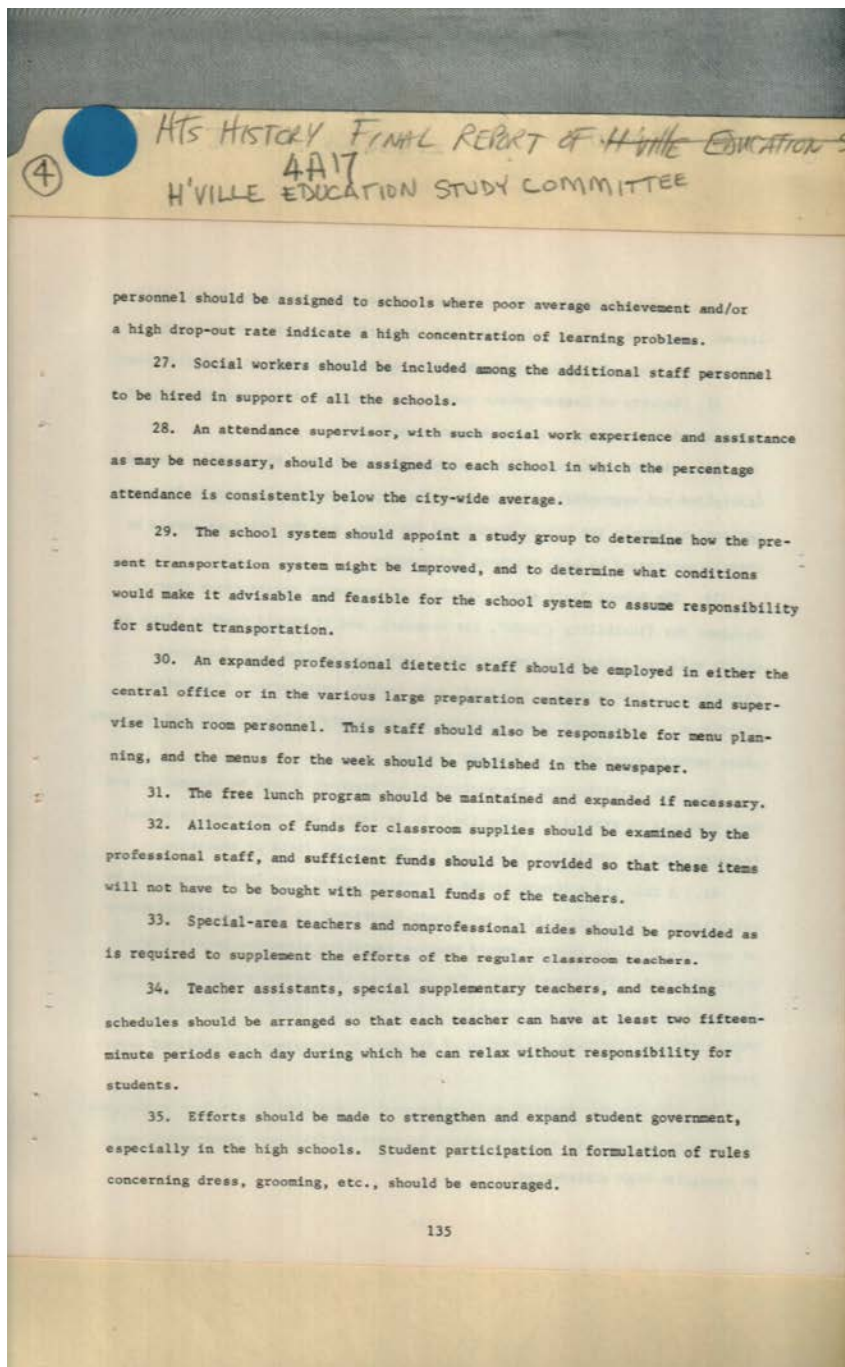 HTS HISTORY FINAL REPORT OF H'VILLE EDUCATION S
4 4A17
H'VILLE EDUCATION STUDY COMMITTEE
personnel should be assigned to schools where poor average achievement and/or
a high drop-out rate indicate a high concentration of learning problems.
27. Social workers should be included among the additional staff personnel
to be hired in support of all the schools.
28. An attendance supervisor, with such social work experience and assistance
as may be necessary, should be assigned to each school in which the percentage
attendance is consistently below the city-wide average.
29. The school system should appoint a study group to determine how the pre-
sent transportation system might be improved, and to determine what conditions
would make it advisable and feasible for the school system to assume responsibility
for student transportation.
30. An expanded professional dietetic staff should be employed in either the
central office or in the various large preparation centers to instruct and super-
vise lunch room personnel. This staff should also be responsible for menu plan-
ning, and the menus for the week should be published in the newspaper.
31. The free lunch program should be maintained and expanded if necessary.
32. Allocation of funds for classroom supplies should be examined by the
professional staff, and sufficient funds should be provided so that these items
will not have to be bought with personal funds of the teachers.
33. Special-area teachers and nonprofessional aides should be provided as
is required to supplement the efforts of the regular classroom teachers.
34. Teacher assistants, special supplementary teachers, and teaching
schedules should be arranged so that each teacher can have at least two fifteen-
minute periods each day during which he can relax without responsibility for
students.
35. Efforts should be made to strengthen and expand student government,
especially in the high schools. Student participation in formulation of rules
concerning dress, grooming, etc., should be encouraged.
135